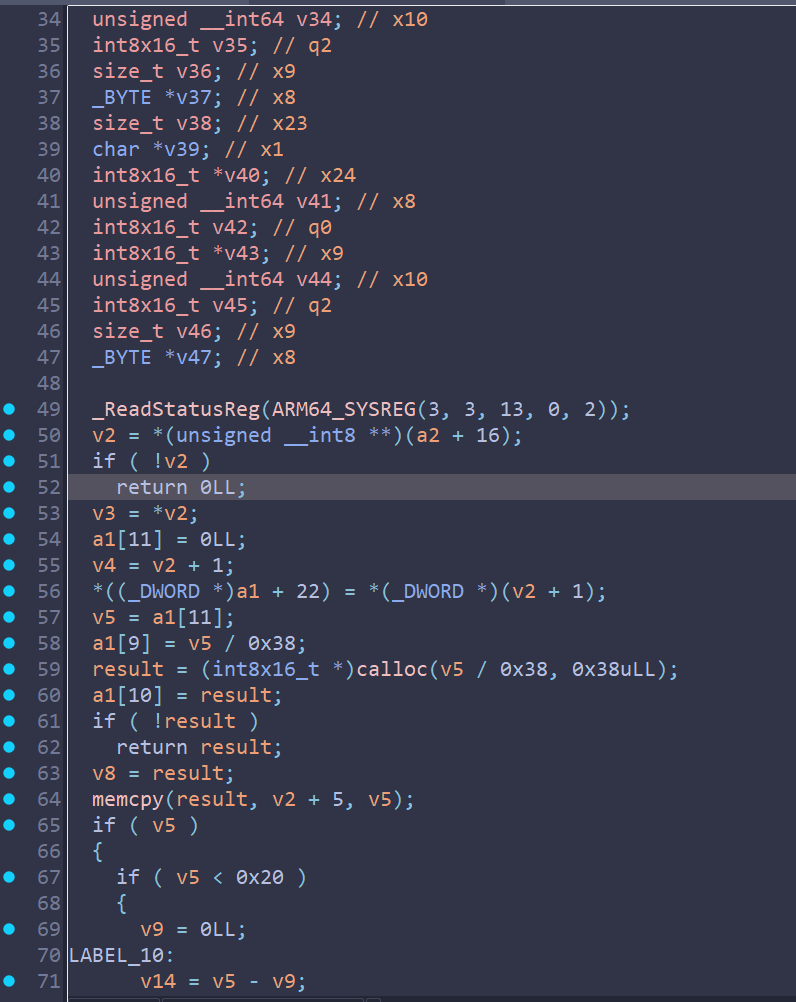 34 unsigned __int64 v34; // x10
35 int8x16_t v35; // q2
36 size_t v36; // x9
37 _BYTE *v37; // x8
38 size_t v38; // x23
39 char *v39; // x1
40 int8x16_t *v40; // x24
41 unsigned __int64 v41; // x8
42 int8x16_t v42; // q0
43 int8x16_t *v43; // x9
44 unsigned __int64 v44; // x10
45 int8x16_t v45; // q2
46 size_t v46; // x9
47 _BYTE *v47; // x8
48
49 _ReadStatusReg(ARM64_SYSREG(3, 3, 13, 0, 2));
50 v2 = *(unsigned __int8 **)(a2 + 16);
51 if ( !v2 )
52 return 0LL;
53 v3 = *v2;
54 a1[11] = 0LL;
55 v4 = v2 + 1;
56 *((_DWORD *)a1 + 22) = *(_DWORD *)(v2 + 1);
57 v5 = a1[11];
58 a1[9] = v5 / 0x38;
59 result = (int8x16_t *)calloc(v5 / 0x38, 0x38uLL);
60 a1[10] = result;
61 if ( !result )
62 return result;
63 v8 = result;
64 memcpy(result, v2 + 5, v5);
65 if ( v5 )
66 {
67 if ( v5 < 0x20 )
68 {
69 v9 = 0LL;
70 LABEL_10:
71 v14 = v5 - v9;